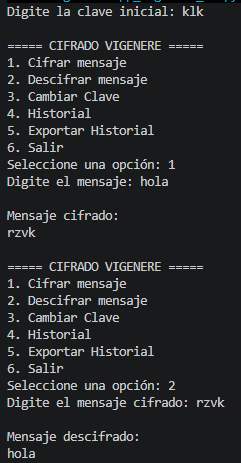 Digite la clave inicial: klk
===== CIFRADO VIGENERE =====
1. Cifrar mensaje
2. Descifrar mensaje
3. Cambiar Clave
4. Historial
5. Exportar Historial
6. Salir
Seleccione una opción: 1
Digite el mensaje: hola
Mensaje cifrado:
rzvk
===== CIFRADO VIGENERE =====
1. Cifrar mensaje
2. Descifrar mensaje
3. Cambiar Clave
4. Historial
5. Exportar Historial
6. Salir
Seleccione una opción: 2
Digite el mensaje cifrado: rzvk
Mensaje descifrado:
hola